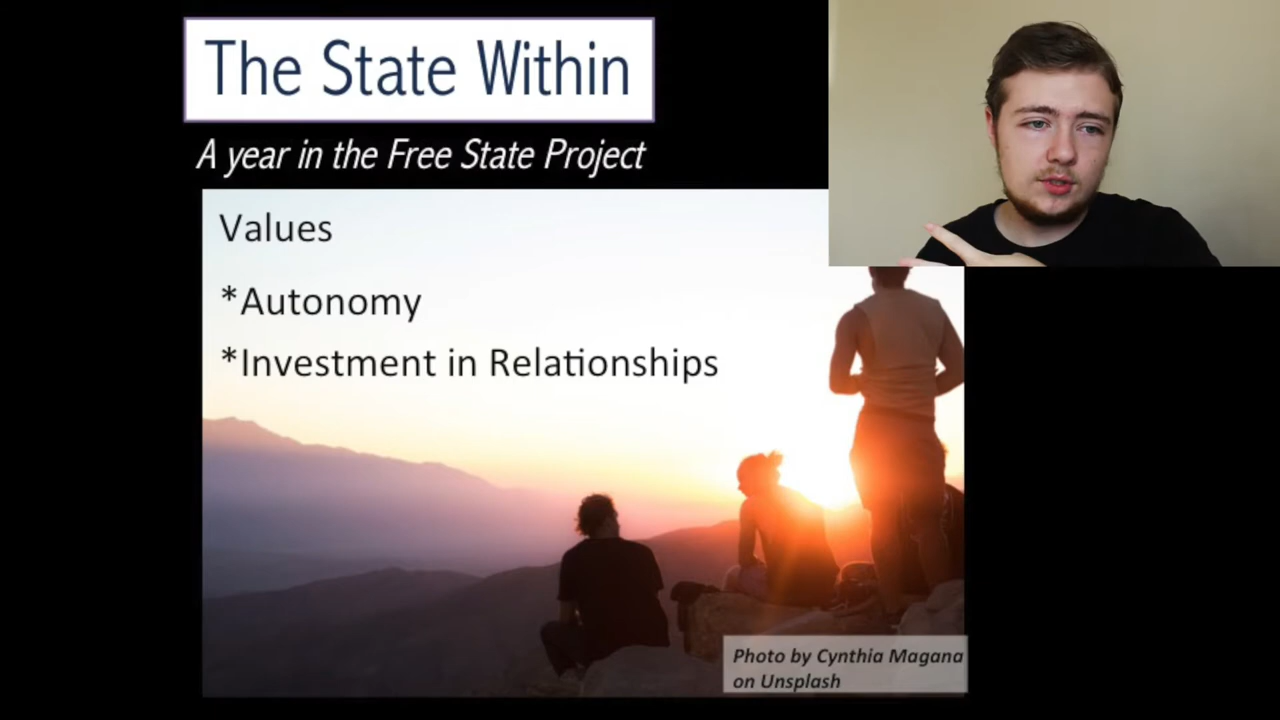 The State Within
A year in the Free State Project
Values
*Autonomy
*Investment in Relationships
Photo by Cynthia Magana
on Unsplash